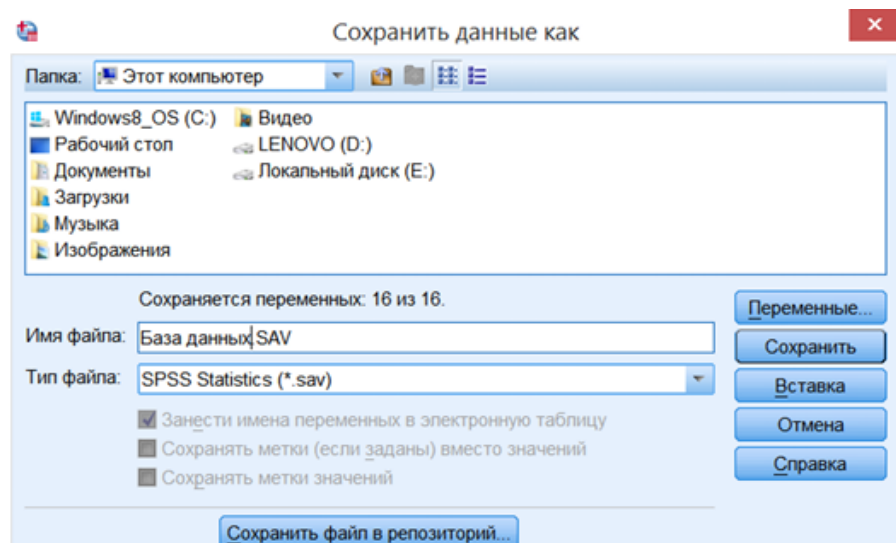 Сохранить данные как
Папка: Этот компьютер
Windows8_OS (C:) Видео
Рабочий стол LENOVO (D:)
Документы Локальный диск (E:)
Загрузки
Музыка
Изображения
Сохраняется переменных: 16 из 16.
Переменные...
Имя файла: База данных.SAV
Сохранить
Тип файла: SPSS Statistics (*.sav)
Вставка
Занести имена переменных в электронную таблицу
Отмена
Сохранять метки (если заданы) вместо значений
Справка
Сохранять метки значений
Сохранить файл в репозиторий...